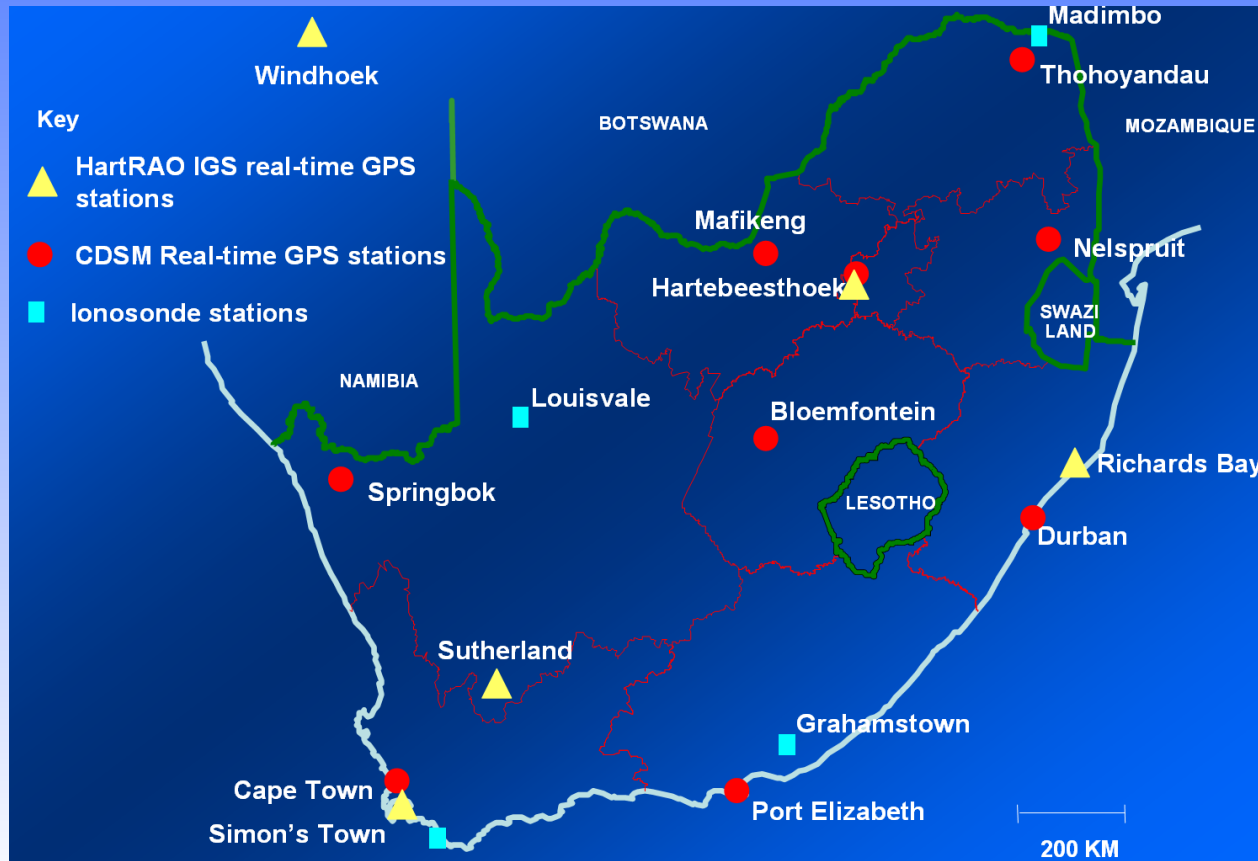 Madimbo
Windhoek
Thohoyandau
Key
BOTSWANA
MOZAMBIQUE
HartRAO IGS real-time GPS
stations
Mafikeng
CDSM Real-time GPS stations
Nelspruit
Hartebeesthoek
Ionosonde stations
SWAZI
LAND
NAMIBIA
Louisvale
Bloemfontein
Richards Bay
Springbok
LESOTHO
Durban
Sutherland
Grahamstown
Cape Town
Port Elizabeth
Simon's Town
200 KM